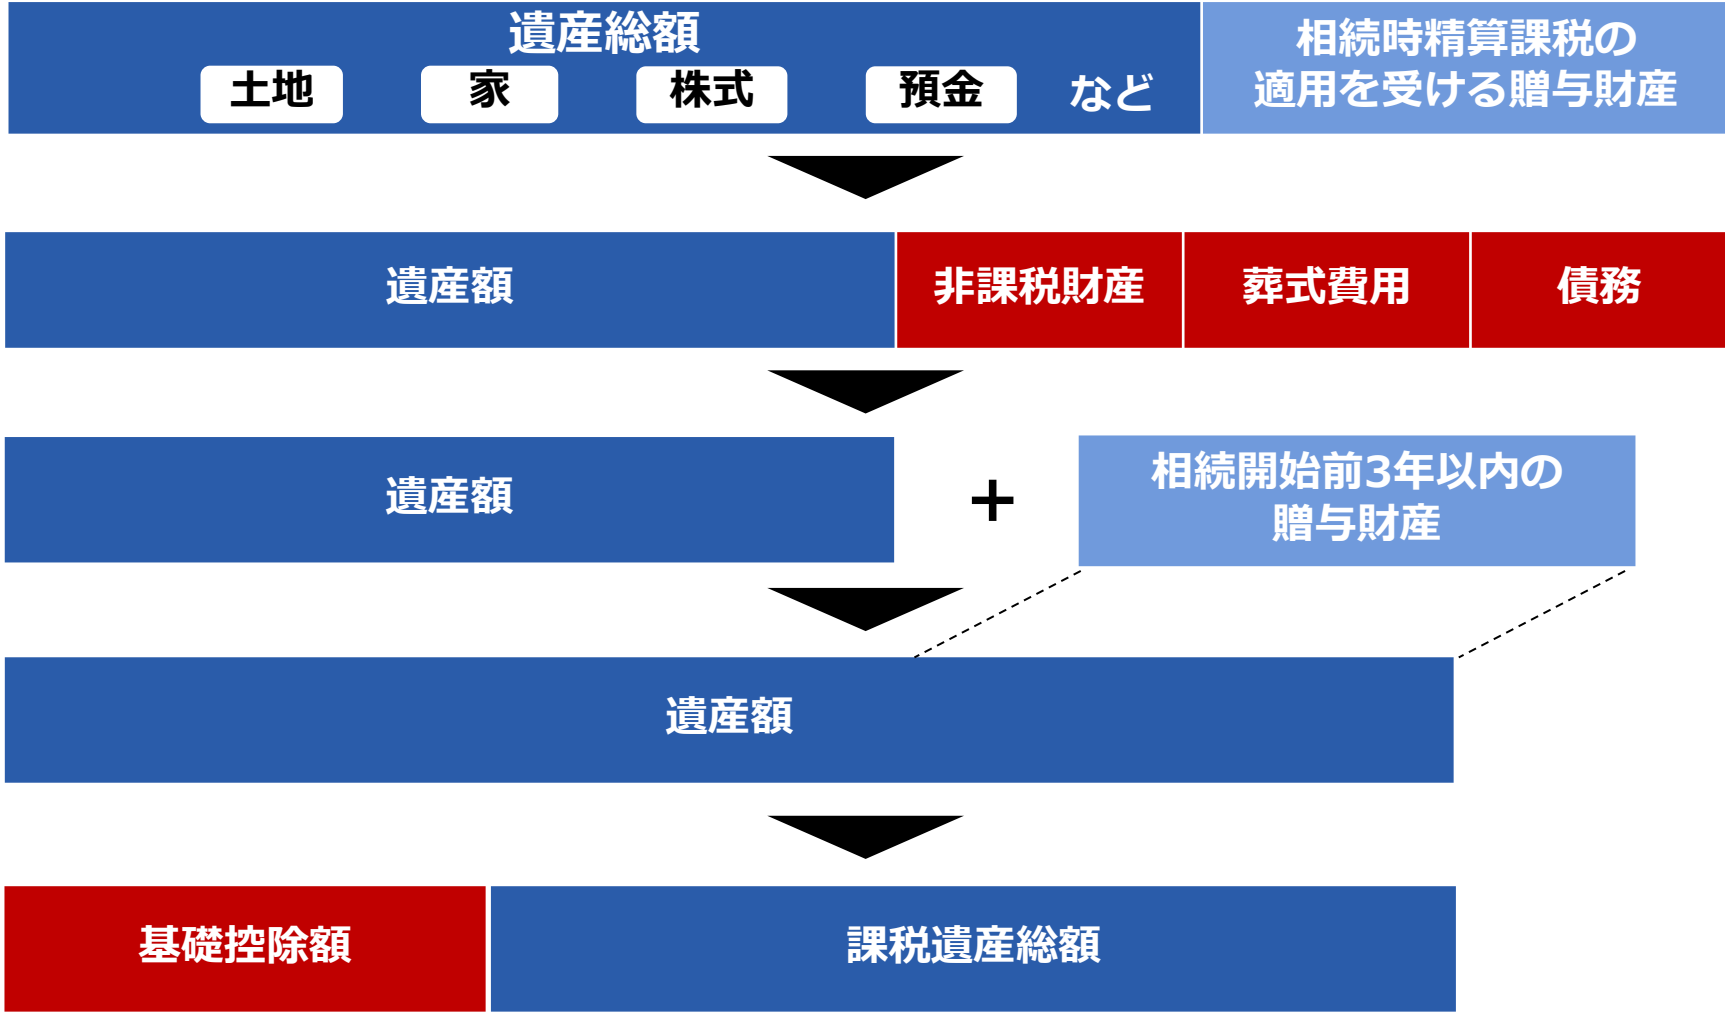 遺産総額
土地 家 株式 預金 など
相続時精算課税の
適用を受ける贈与財産
遺産額 非課税財産 葬式費用 債務
遺産額 + 相続開始前3年以内の
贈与財産
遺産額
基礎控除額 課税遺産総額